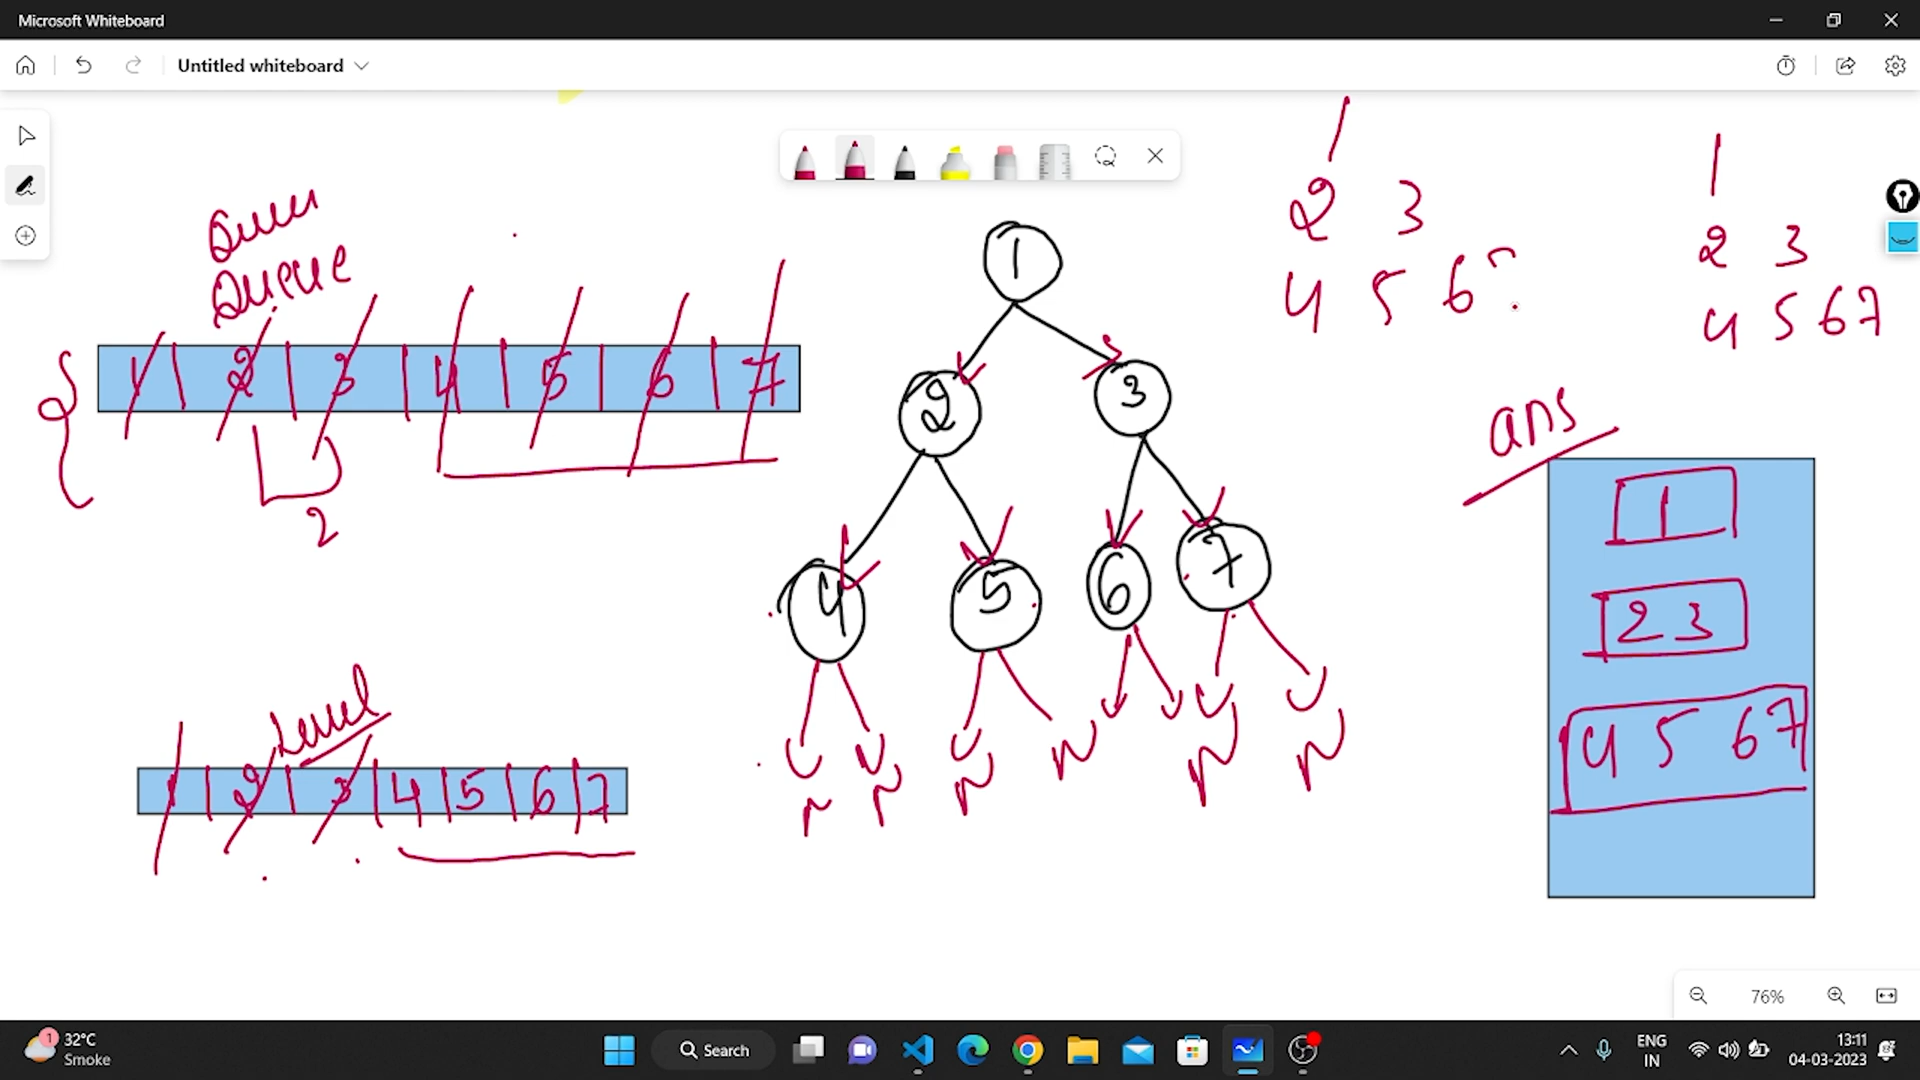 Microsoft Whiteboard
Untitled whiteboard
Queue
1 2 3 4 5 6 7
2
Level
1 2 3 4 5 6 7
1
2 3
4 5 6 7
N N N N N N
1
2 3
4 5 6
1
2 3
4 5 6 7
ans
1
2 3
4 5 6 7
76%
1
32°C
Smoke
Search
ENG
IN
13:11
04-03-2023